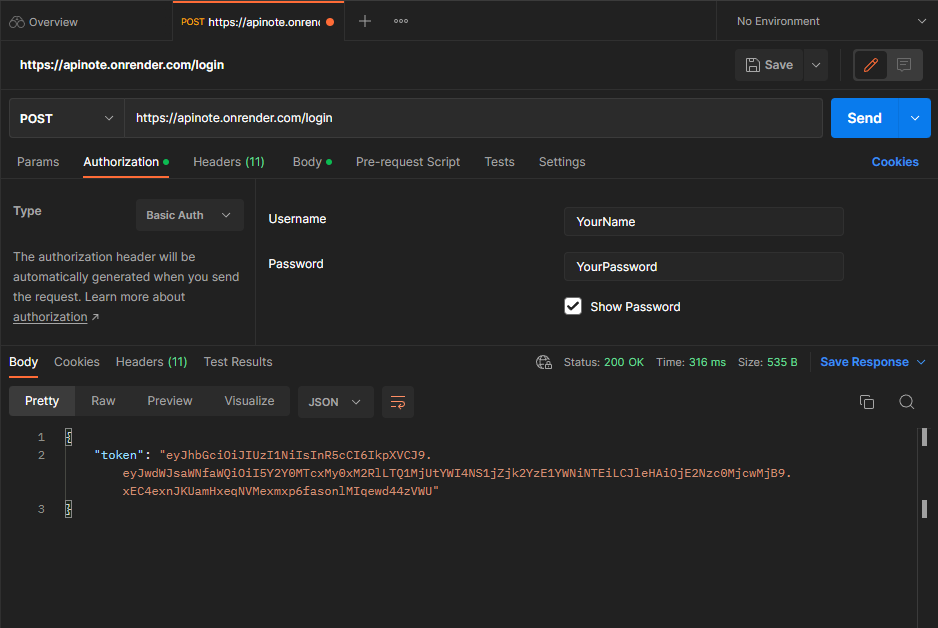 Overview
POST https://apinote.onren
No Environment
https://apinote.onrender.com/login
Save
POST
https://apinote.onrender.com/login
Send
Params Authorization Headers (11) Body Pre-request Script Tests Settings Cookies
Type
Basic Auth
The authorization header will be
automatically generated when you send
the request. Learn more about
authorization ↗
Username
YourName
Password
YourPassword
Show Password
Body Cookies Headers (11) Test Results
Status: 200 OK Time: 316 ms Size: 535 B
Save Response
Pretty Raw Preview Visualize JSON
1 {
2 "token": "eyJhbGciOiJIUzI1NiIsInR5cCI6IkpXVCJ9.
eyJwdWJsaWNfaWQiOiI5Y2Y0MTcxMy0xM2RlLTQ1MjUtYWI4NS1jZjk2YzE1YWNiNTEiLCJleHAiOjE2Nzc0MjcwMjB9.
xEC4exnJKUamHxeqNVMexmxp6fasonlMIqewd44zVWU"
3 }